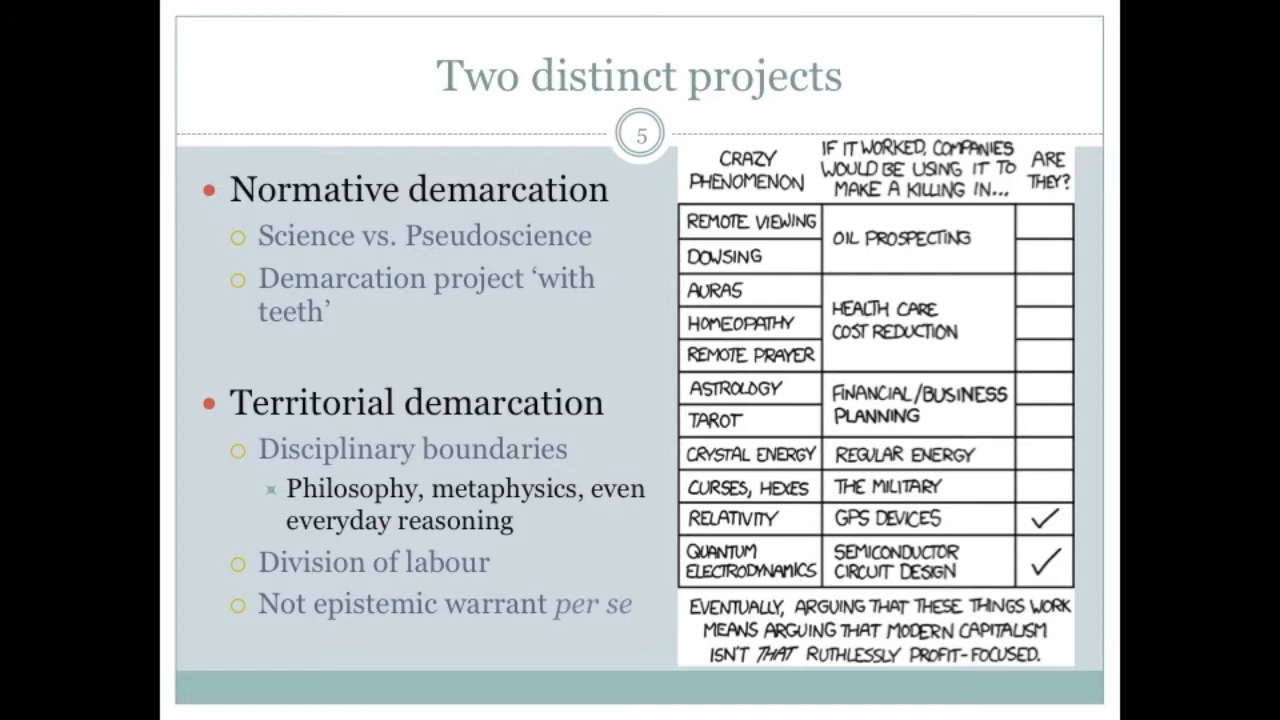 Two distinct projects
5
Normative demarcation
Science vs. Pseudoscience
Demarcation project ‘with
teeth’
Territorial demarcation
Disciplinary boundaries
Philosophy, metaphysics, even
everyday reasoning
Division of labour
Not epistemic warrant per se
CRAZY
PHENOMENON
IF IT WORKED, COMPANIES
WOULD BE USING IT TO
MAKE A KILLING IN...
ARE
THEY?
REMOTE VIEWING
DOWSING
OIL PROSPECTING
AURAS
HOMEOPATHY
REMOTE PRAYER
HEALTH CARE
COST REDUCTION
ASTROLOGY
TAROT
FINANCIAL/BUSINESS
PLANNING
CRYSTAL ENERGY
REGULAR ENERGY
CURSES, HEXES
THE MILITARY
RELATIVITY
GPS DEVICES
✓
QUANTUM
ELECTRODYNAMICS
SEMICONDUCTOR
CIRCUIT DESIGN
✓
EVENTUALLY, ARGUING THAT THESE THINGS WORK
MEANS ARGUING THAT MODERN CAPITALISM
ISN'T THAT RUTHLESSLY PROFIT-FOCUSED.